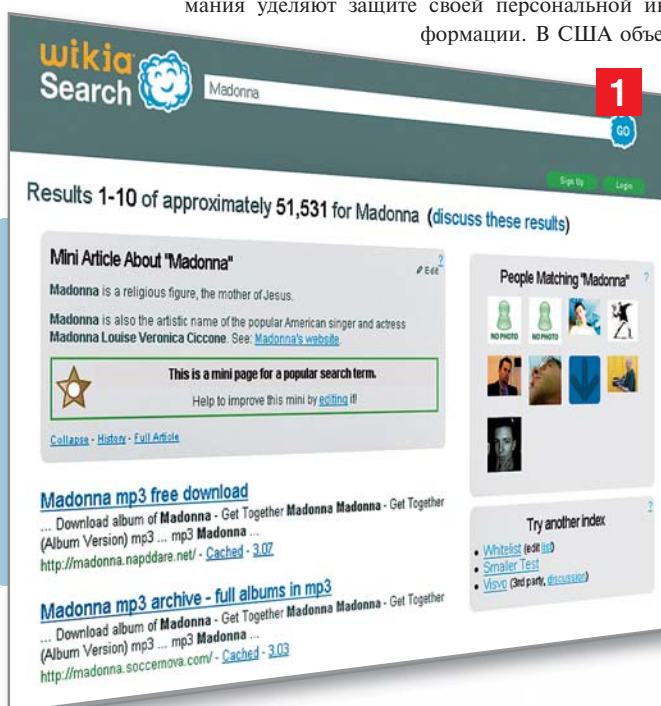 мания уделяют защите своей персональной ин
формации. В США объе
1
wikia
Search
Madonna
GO
Sign Up
Login
Results 1-10 of approximately 51,531 for Madonna (discuss these results)
Mini Article About "Madonna"
Edit
?
Madonna is a religious figure, the mother of Jesus.
Madonna is also the artistic name of the popular American singer and actress
Madonna Louise Veronica Ciccone. See: Madonna's website.
This is a mini page for a popular search term.
Help to improve this mini by editing it!
Collapse - History - Full Article
People Matching "Madonna"
?
NO PHOTO
NO PHOTO
Madonna mp3 free download
... Download album of Madonna - Get Together Madonna Madonna - Get Together
(Album Version) mp3 ... mp3 Madonna ...
http://madonna.napddare.net/ - Cached - 3.07
Madonna mp3 archive - full albums in mp3
... Download album of Madonna - Get Together Madonna Madonna - Get Together
(Album Version) mp3 ... mp3 Madonna ...
http://madonna.soccernova.com/ - Cached - 3.03
Try another index
?
• Whitelist (edit list)
• Smaller Test
• Visvo (3rd party, discussion)